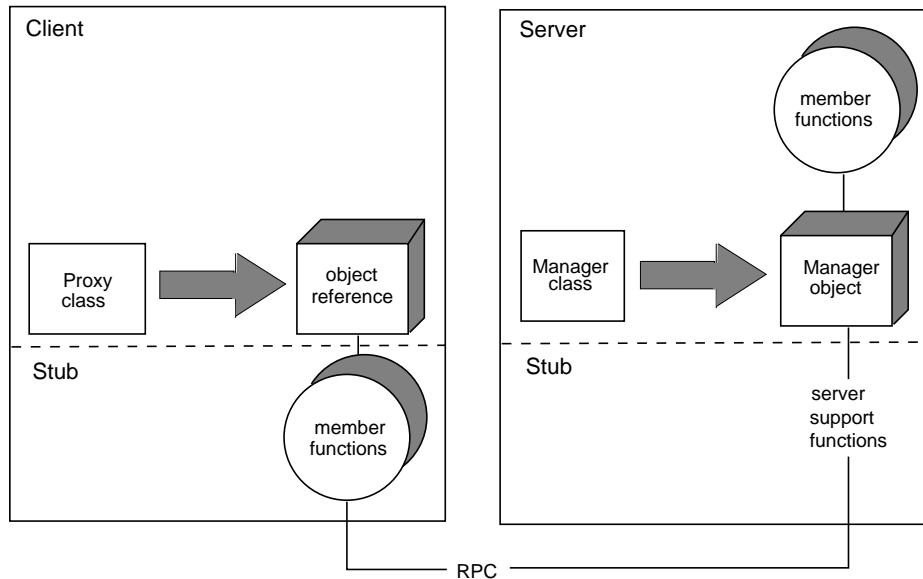 Client
Proxy
class
object
reference
Stub
member
functions
Server
member
functions
Manager
class
Manager
object
Stub
server
support
functions
RPC